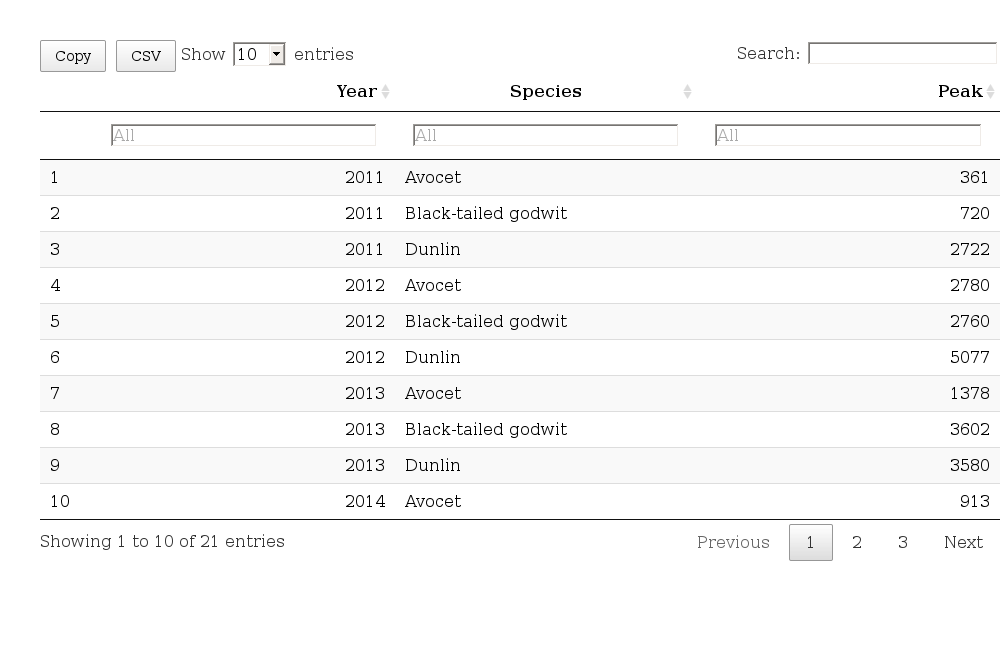 Copy CSV Show 10 entries Search:
Year Species Peak
All All All
1 2011 Avocet 361
2 2011 Black-tailed godwit 720
3 2011 Dunlin 2722
4 2012 Avocet 2780
5 2012 Black-tailed godwit 2760
6 2012 Dunlin 5077
7 2013 Avocet 1378
8 2013 Black-tailed godwit 3602
9 2013 Dunlin 3580
10 2014 Avocet 913
Showing 1 to 10 of 21 entries Previous 1 2 3 Next